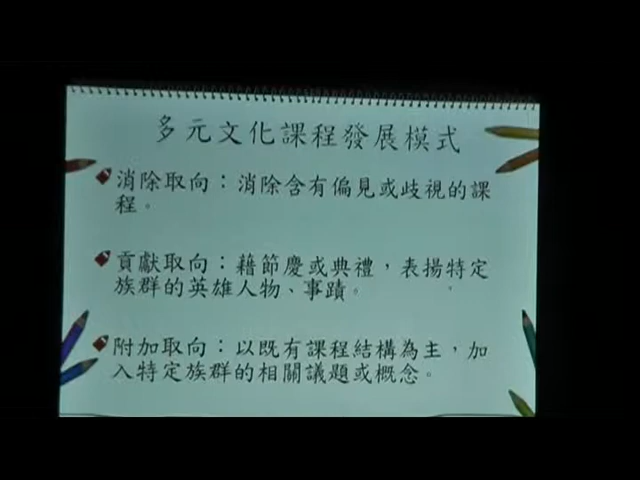 多元文化課程發展模式
消除取向：消除含有偏見或歧視的課
程。
貢獻取向：藉節慶或典禮，表揚特定
族群的英雄人物、事蹟。
附加取向：以既有課程結構為主，加
入特定族群的相關議題或概念。